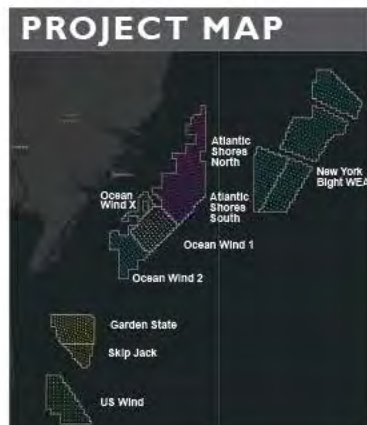 PROJECT MAP
Atlantic
Shores
North
New York
Bight WEA
Ocean
Wind X
Atlantic
Shores
South
Ocean Wind 1
Ocean Wind 2
Garden State
Skip Jack
US Wind